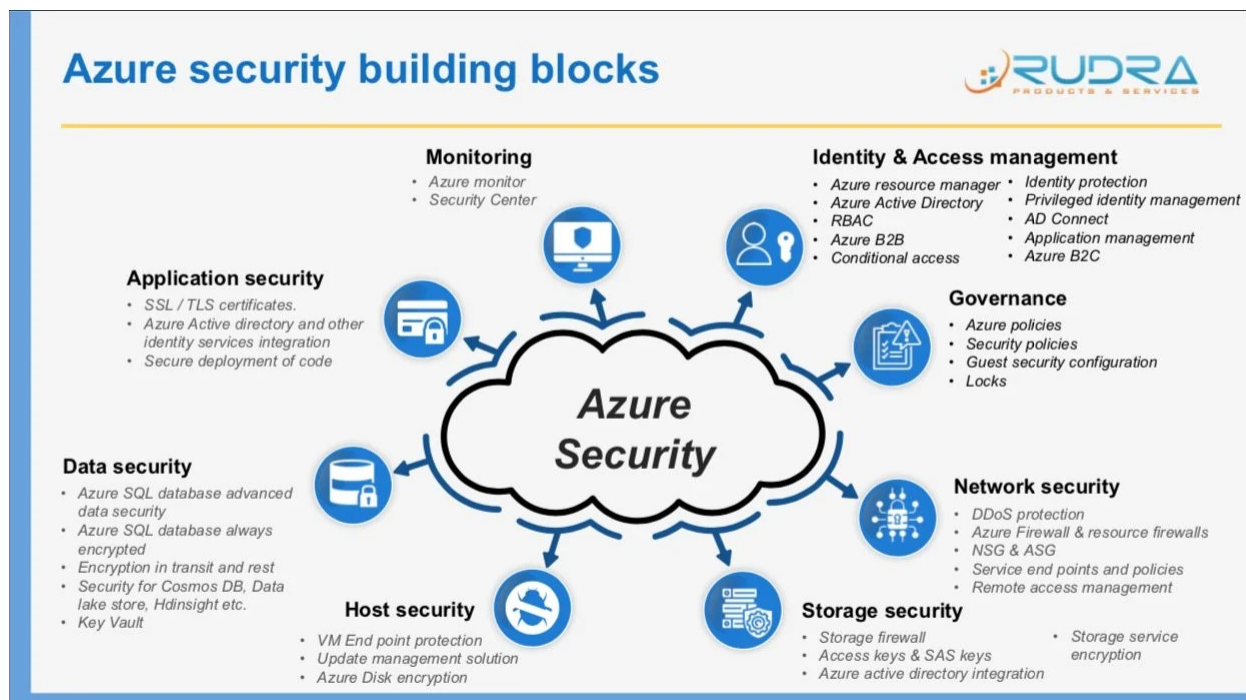 Azure security building blocks
RUDRA
PRODUCTS & SERVICES
Monitoring
• Azure monitor
• Security Center
Identity & Access management
• Azure resource manager
• Azure Active Directory
• RBAC
• Azure B2B
• Conditional access
• Identity protection
• Privileged identity management
• AD Connect
• Application management
• Azure B2C
Application security
• SSL / TLS certificates.
• Azure Active directory and other
identity services integration
• Secure deployment of code
Governance
• Azure policies
• Security policies
• Guest security configuration
• Locks
Azure
Security
Data security
• Azure SQL database advanced
data security
• Azure SQL database always
encrypted
• Encryption in transit and rest
• Security for Cosmos DB, Data
lake store, Hdinsight etc.
• Key Vault
Network security
• DDoS protection
• Azure Firewall & resource firewalls
• NSG & ASG
• Service end points and policies
• Remote access management
Host security
• VM End point protection
• Update management solution
• Azure Disk encryption
Storage security
• Storage firewall
• Access keys & SAS keys
• Azure active directory integration
• Storage service
encryption